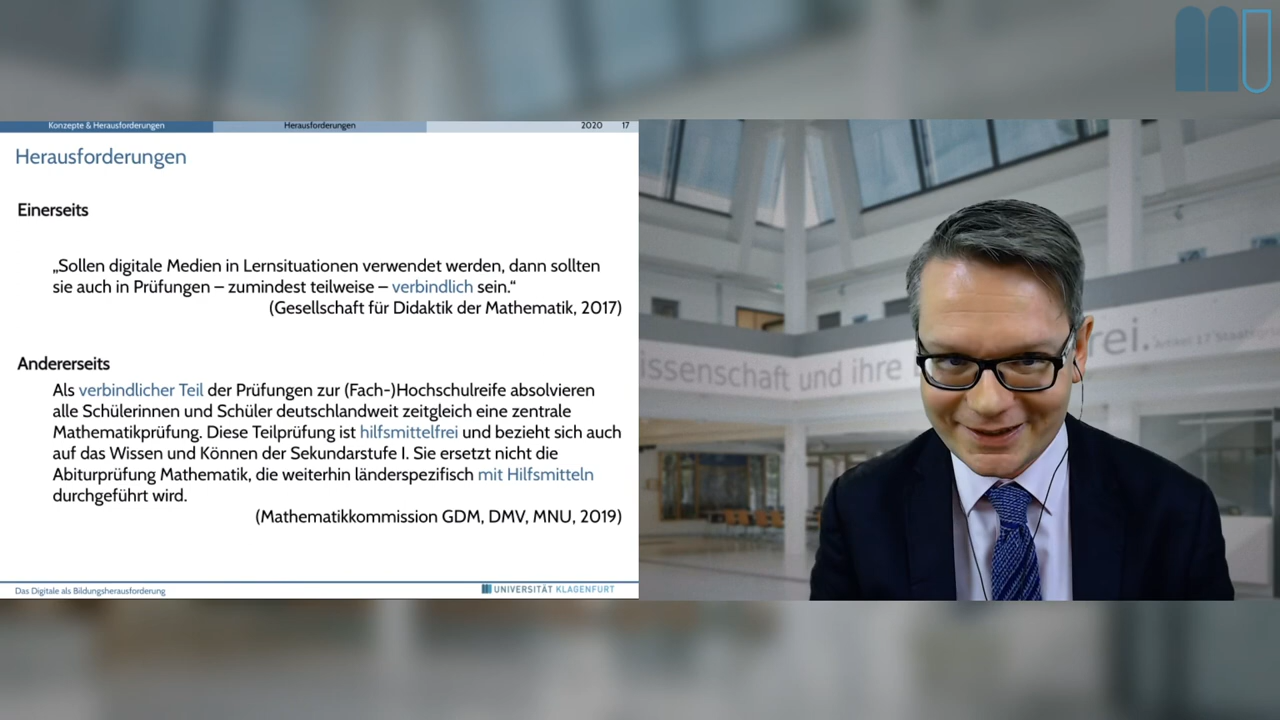 Konzepte & Herausforderungen Herausforderungen 2020 17
Herausforderungen
Einerseits
„Sollen digitale Medien in Lernsituationen verwendet werden, dann sollten
sie auch in Prüfungen – zumindest teilweise – verbindlich sein.“
(Gesellschaft für Didaktik der Mathematik, 2017)
Andererseits
Als verbindlicher Teil der Prüfungen zur (Fach-)Hochschulreife absolvieren
alle Schülerinnen und Schüler deutschlandweit zeitgleich eine zentrale
Mathematikprüfung. Diese Teilprüfung ist hilfsmittelfrei und bezieht sich auch
auf das Wissen und Können der Sekundarstufe I. Sie ersetzt nicht die
Abiturprüfung Mathematik, die weiterhin länderspezifisch mit Hilfsmitteln
durchgeführt wird.
(Mathematikkommission GDM, DMV, MNU, 2019)
Das Digitale als Bildungsherausforderung
UNIVERSITÄT KLAGENFURT
issenschaft und ihre
rei. Artikel 17